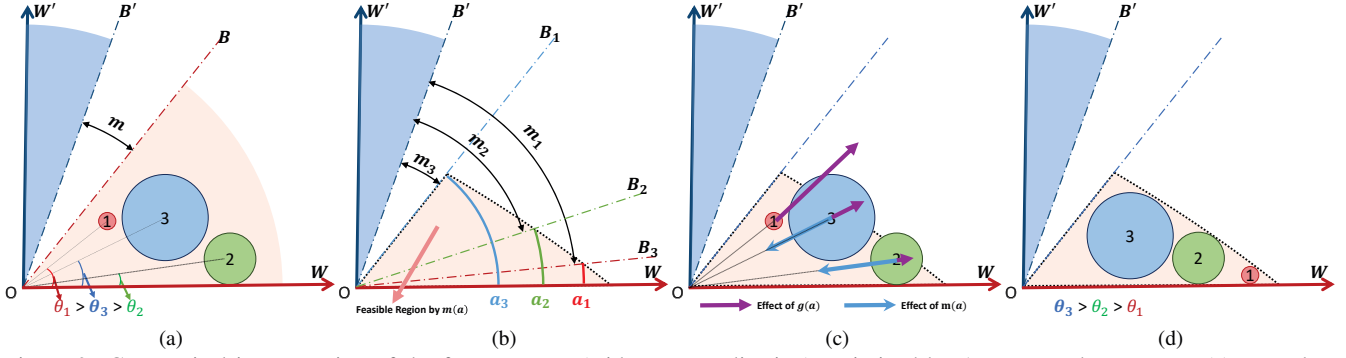 W′ B′ B m 1 3 2 W O
θ1 > θ3 > θ2
(a)
W′ B′ B1 m1 m2 m3 B2 B3 W O
a3 a2 a1
Feasible Region by m(a)
(b)
W′ B′ 1 3 2 W O
Effect of g(a) Effect of m(a)
(c)
W′ B′ 3 2 1 W O
θ3 > θ2 > θ1
(d)